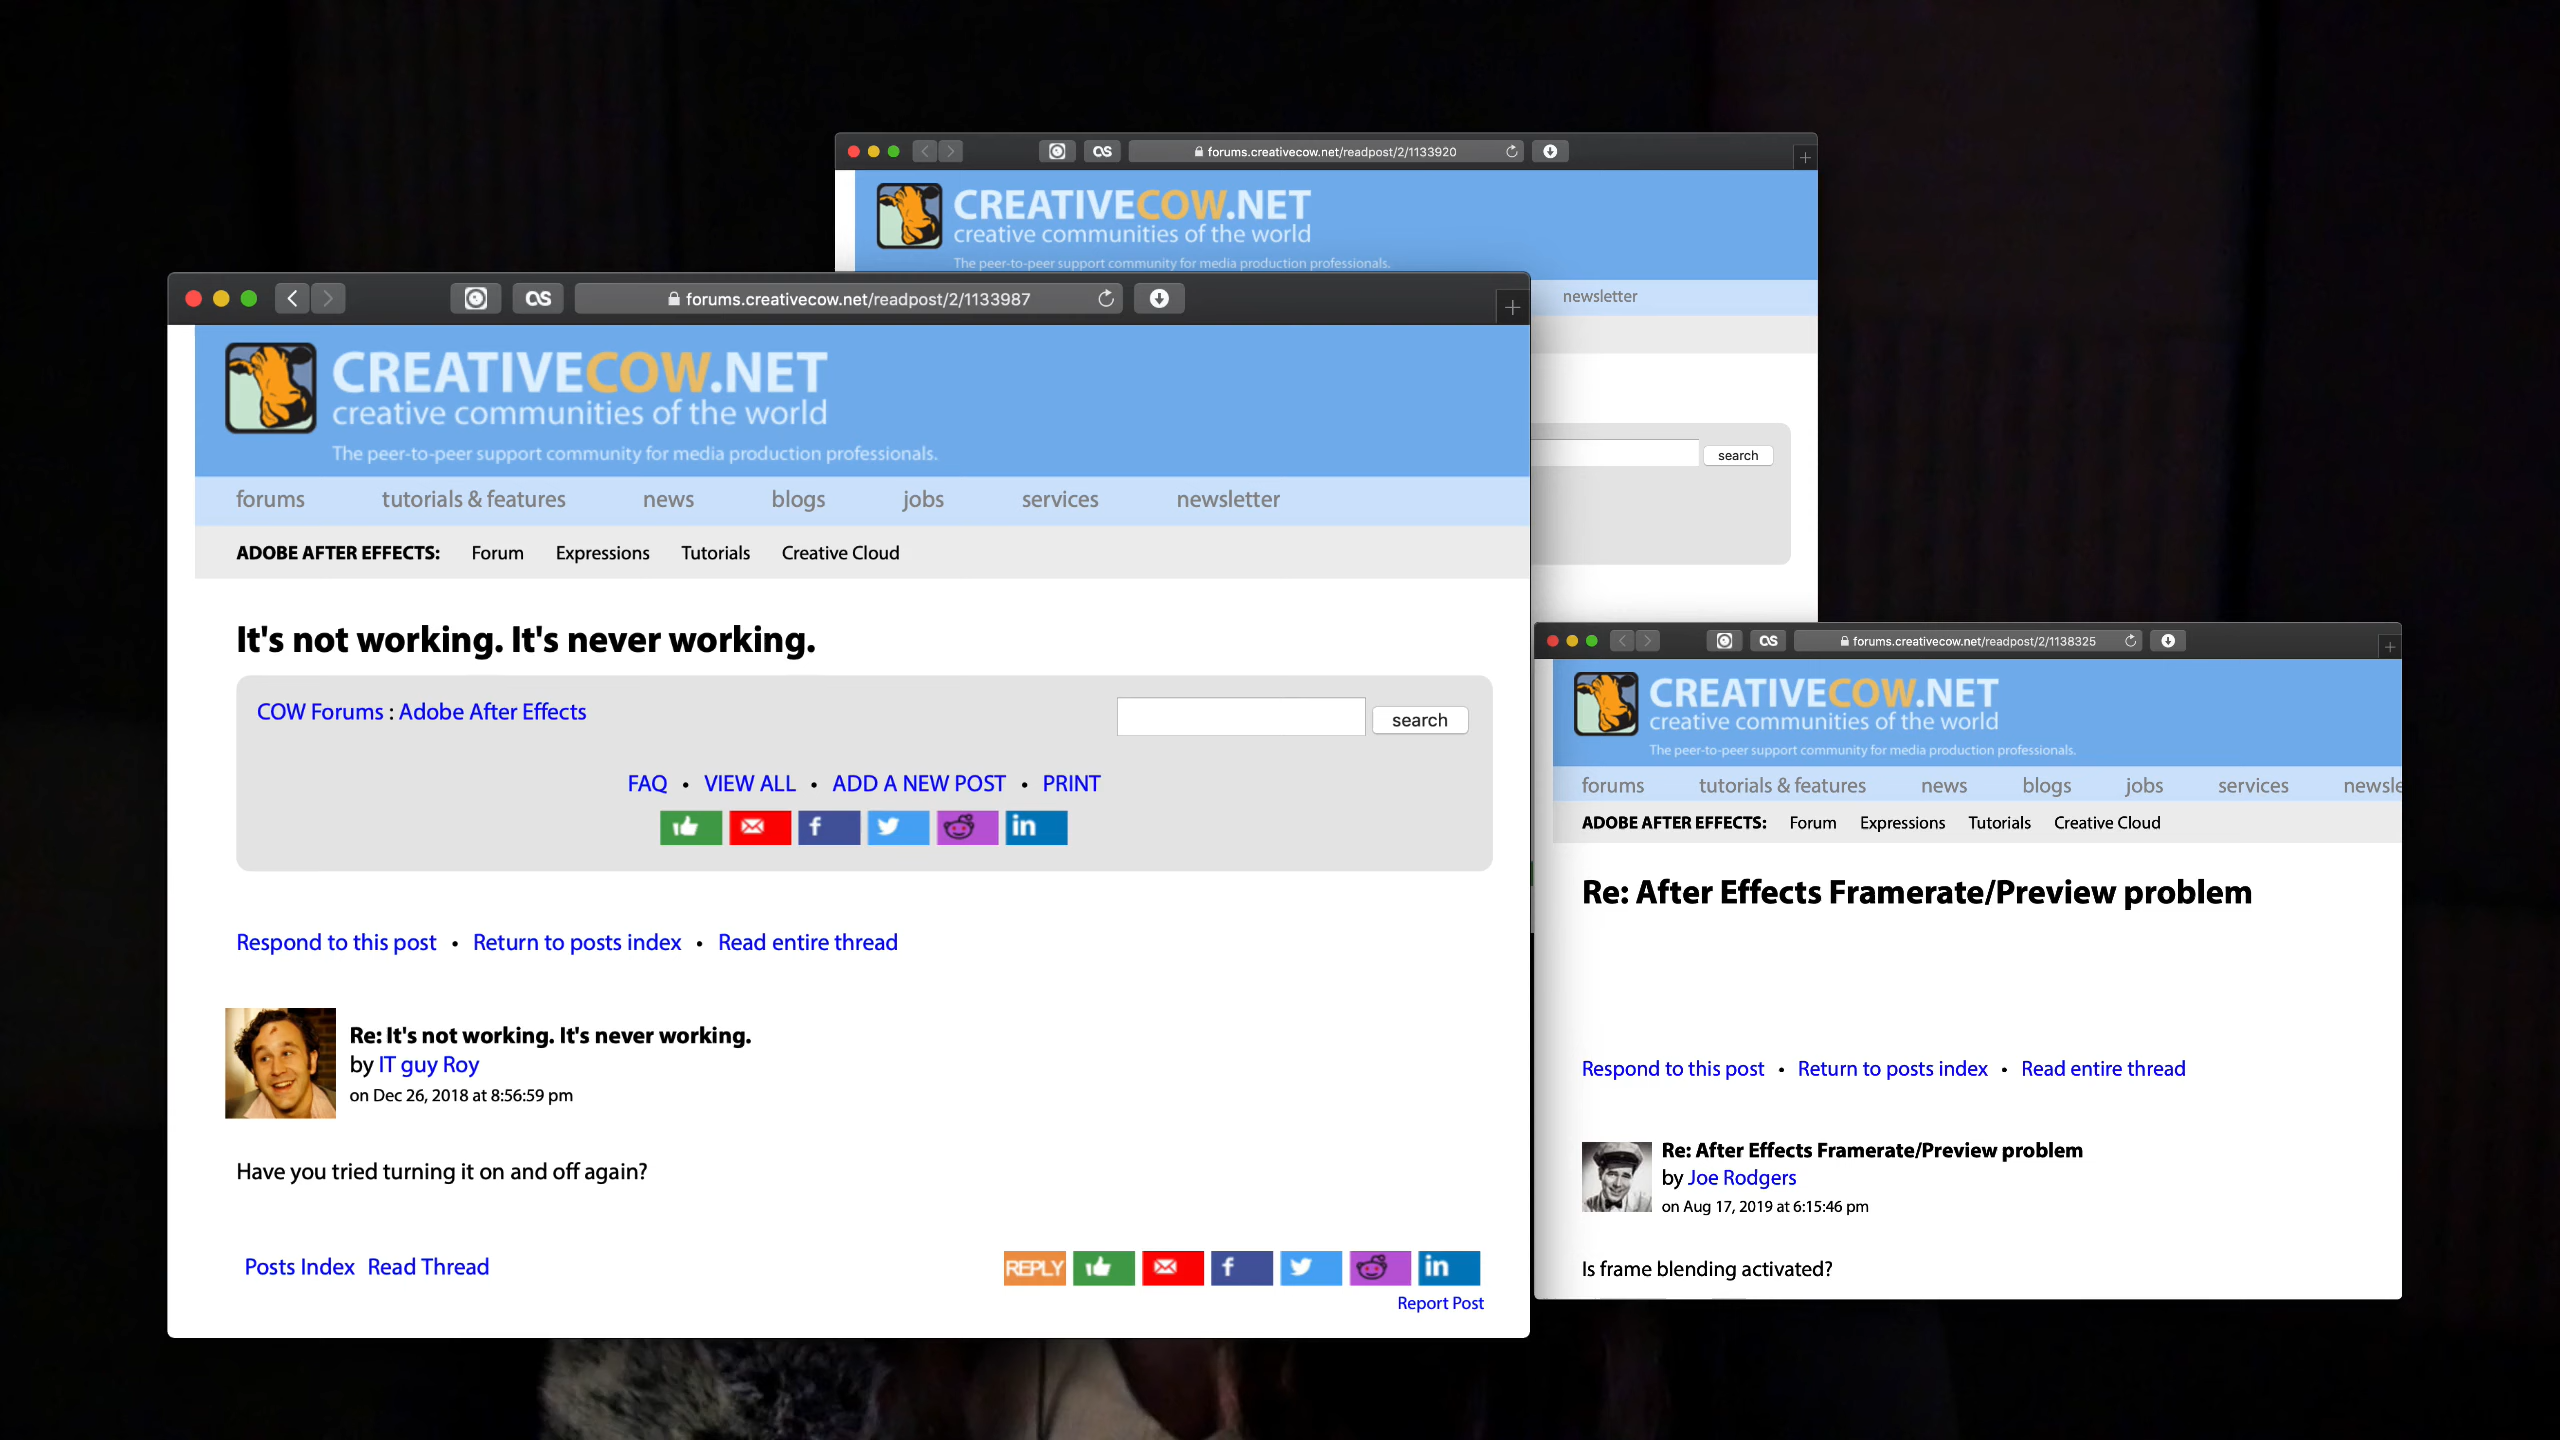 forums.creativecow.net/readpost/2/1133920
CREATIVECOW.NET
creative communities of the world
The peer-to-peer support community for media production professionals.
newsletter
search
forums.creativecow.net/readpost/2/1133987
CREATIVECOW.NET
creative communities of the world
The peer-to-peer support community for media production professionals.
forums tutorials & features news blogs jobs services newsletter
ADOBE AFTER EFFECTS: Forum Expressions Tutorials Creative Cloud
It's not working. It's never working.
COW Forums : Adobe After Effects
search
FAQ • VIEW ALL • ADD A NEW POST • PRINT
f in
Respond to this post • Return to posts index • Read entire thread
Re: It's not working. It's never working.
by IT guy Roy
on Dec 26, 2018 at 8:56:59 pm
Have you tried turning it on and off again?
Posts Index Read Thread
REPLY f in
Report Post
forums.creativecow.net/readpost/2/1138325
CREATIVECOW.NET
creative communities of the world
The peer-to-peer support community for media production professionals.
forums tutorials & features news blogs jobs services newsle
ADOBE AFTER EFFECTS: Forum Expressions Tutorials Creative Cloud
Re: After Effects Framerate/Preview problem
Respond to this post • Return to posts index • Read entire thread
Re: After Effects Framerate/Preview problem
by Joe Rodgers
on Aug 17, 2019 at 6:15:46 pm
Is frame blending activated?